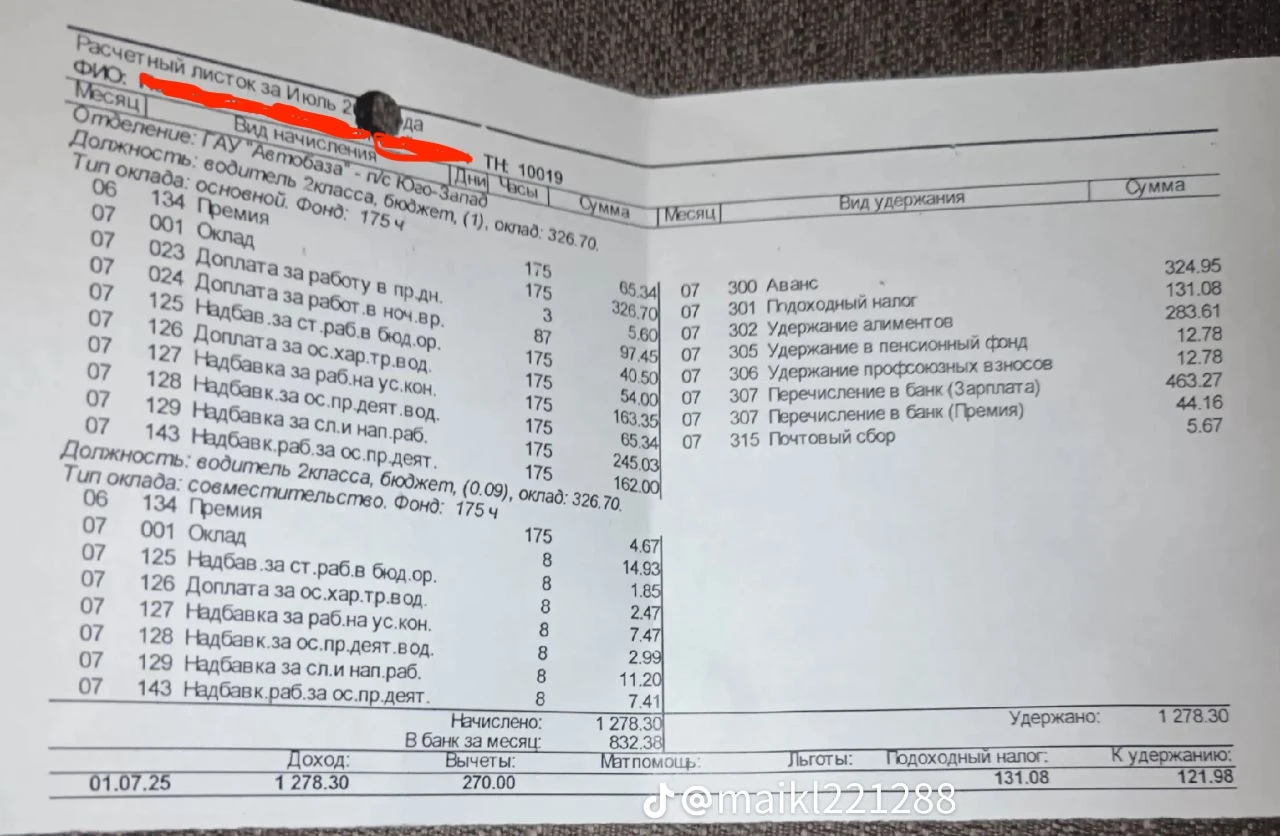 Расчетный листок за Июль 2 да
ФИО: ТН: 10019
Месяц Вид начисления Дни Часы Сумма
Отделение: ГАУ "Автобаза" - п/с Юго-Запад
Должность: водитель 2класса, бюджет, (1), оклад: 326.70.
Тип оклада: основной. Фонд: 175 ч
06 134 Премия 175 65.34
07 001 Оклад 175 326.70
07 023 Доплата за работу в пр.дн. 3 5.60
07 024 Доплата за работ.в ноч.вр. 87 97.45
07 125 Надбав.за ст.раб.в бюд.ор. 175 40.50
07 126 Доплата за ос.хар.тр.вод. 175 54.00
07 127 Надбавка за раб.на ус.кон. 175 163.35
07 128 Надбавк.за ос.пр.деят.вод. 175 65.34
07 129 Надбавка за сл.и нап.раб. 175 245.03
07 143 Надбавк.раб.за ос.пр.деят. 175 162.00
Должность: водитель 2класса, бюджет, (0.09), оклад: 326.70.
Тип оклада: совместительство. Фонд: 175 ч
06 134 Премия 175 4.67
07 001 Оклад 8 14.93
07 125 Надбав.за ст.раб.в бюд.ор. 8 1.85
07 126 Доплата за ос.хар.тр.вод. 8 2.47
07 127 Надбавка за раб.на ус.кон. 8 7.47
07 128 Надбавк.за ос.пр.деят.вод. 8 2.99
07 129 Надбавка за сл.и нап.раб. 8 11.20
07 143 Надбавк.раб.за ос.пр.деят. 8 7.41
Месяц Вид удержания Сумма
07 300 Аванс 324.95
07 301 Подоходный налог 131.08
07 302 Удержание алиментов 283.61
07 305 Удержание в пенсионный фонд 12.78
07 306 Удержание профсоюзных взносов 12.78
07 307 Перечисление в банк (Зарплата) 463.27
07 307 Перечисление в банк (Премия) 44.16
07 315 Почтовый сбор 5.67
Начислено: 1 278.30 Удержано: 1 278.30
В банк за месяц: 832.38
Доход: Вычеты: Матпомощь: Льготы: Подоходный налог: К удержанию:
01.07.25 1 278.30 270.00 131.08 121.98
@maikl221288